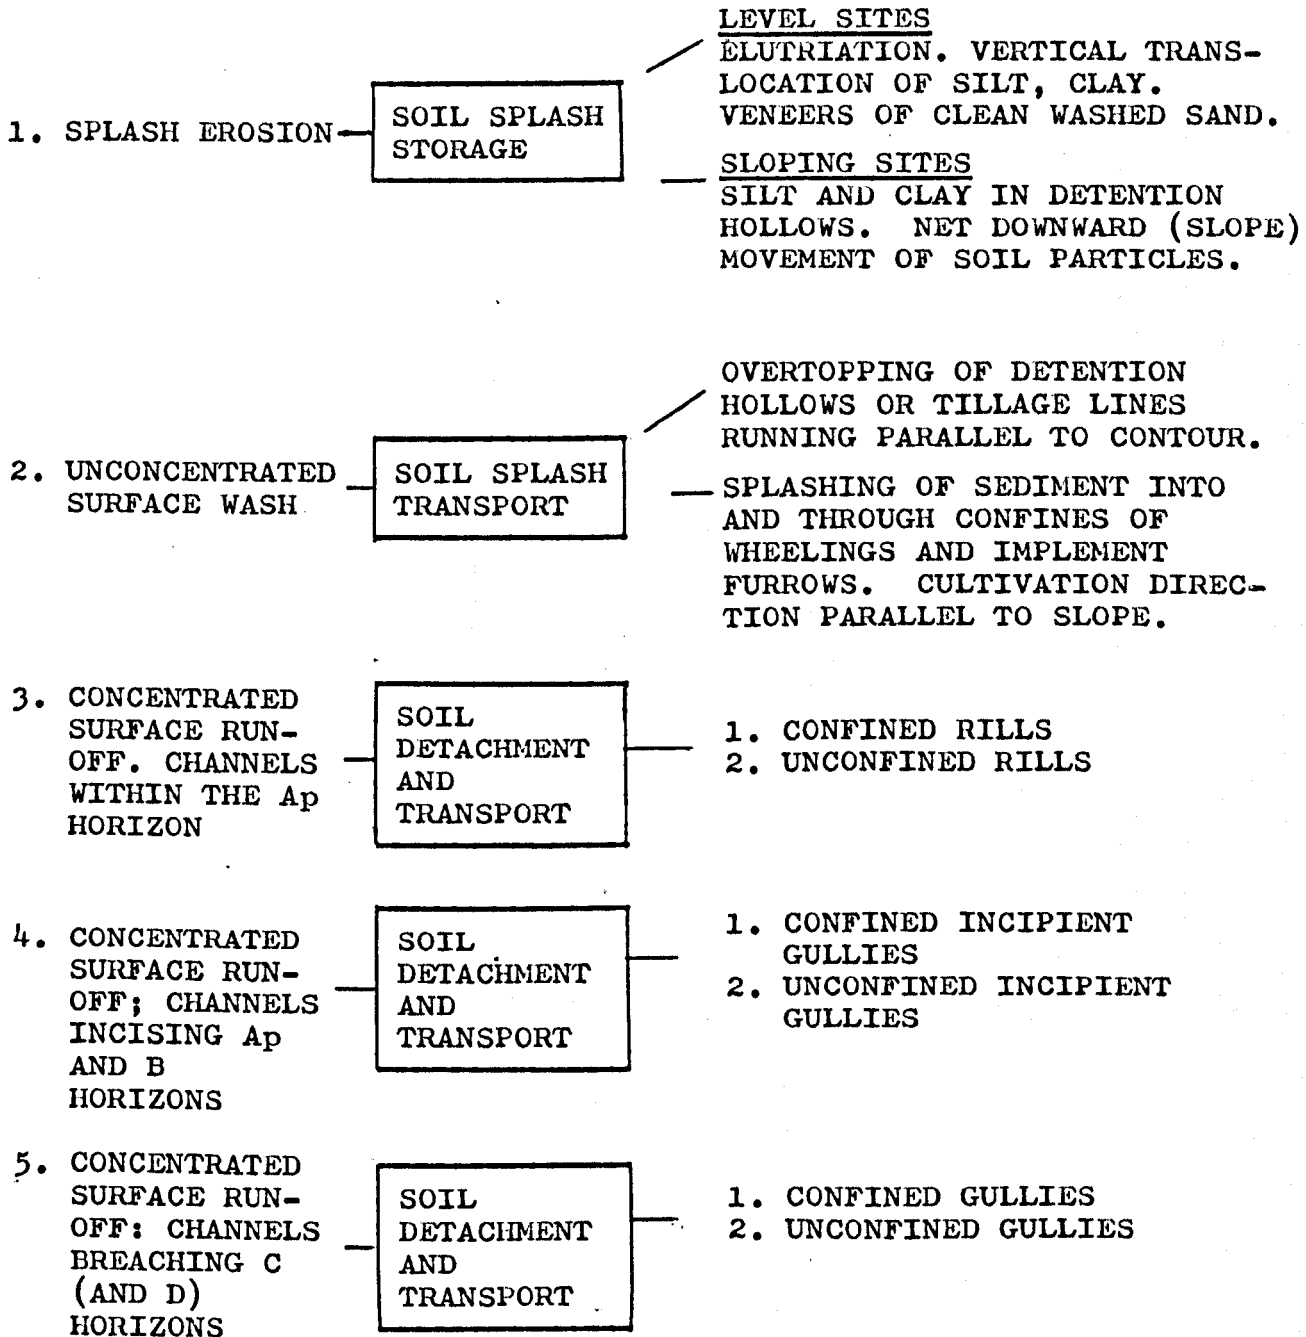 1. SPLASH EROSION
SOIL SPLASH
STORAGE
LEVEL SITES
ELUTRIATION. VERTICAL TRANS-
LOCATION OF SILT, CLAY.
VENEERS OF CLEAN WASHED SAND.
SLOPING SITES
SILT AND CLAY IN DETENTION
HOLLOWS. NET DOWNWARD (SLOPE)
MOVEMENT OF SOIL PARTICLES.
2. UNCONCENTRATED
SURFACE WASH
SOIL SPLASH
TRANSPORT
OVERTOPPING OF DETENTION
HOLLOWS OR TILLAGE LINES
RUNNING PARALLEL TO CONTOUR.
SPLASHING OF SEDIMENT INTO
AND THROUGH CONFINES OF
WHEELINGS AND IMPLEMENT
FURROWS. CULTIVATION DIREC-
TION PARALLEL TO SLOPE.
3. CONCENTRATED
SURFACE RUN-
OFF. CHANNELS
WITHIN THE Ap
HORIZON
SOIL
DETACHMENT
AND
TRANSPORT
1. CONFINED RILLS
2. UNCONFINED RILLS
4. CONCENTRATED
SURFACE RUN-
OFF; CHANNELS
INCISING Ap
AND B
HORIZONS
SOIL
DETACHMENT
AND
TRANSPORT
1. CONFINED INCIPIENT
GULLIES
2. UNCONFINED INCIPIENT
GULLIES
5. CONCENTRATED
SURFACE RUN-
OFF: CHANNELS
BREACHING C
(AND D)
HORIZONS
SOIL
DETACHMENT
AND
TRANSPORT
1. CONFINED GULLIES
2. UNCONFINED GULLIES